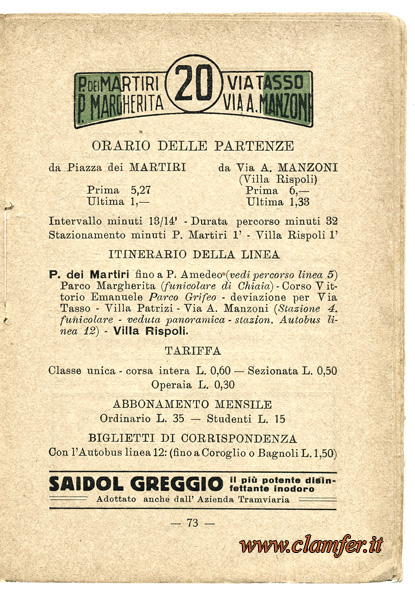 P. DEI MARTIRI 20 VIA TASSO
P. MARGHERITA VIA A. MANZONI
ORARIO DELLE PARTENZE
da Piazza dei MARTIRI da Via A. MANZONI
(Villa Rispoli)
Prima 5,27 Prima 6,—
Ultima 1,— Ultima 1,33
Intervallo minuti 13/14' - Durata percorso minuti 32
Stazionamento minuti P. Martiri 1' - Villa Rispoli 1'
ITINERARIO DELLA LINEA
P. dei Martiri fino a P. Amedeo (vedi percorso linea 5)
Parco Margherita (funicolare di Chiaia) - Corso Vit-
torio Emanuele Parco Grifeo - deviazione per Via
Tasso - Villa Patrizi - Via A. Manzoni (Stazione 4.
funicolare - veduta panoramica - stazion. Autobus li-
nea 12) - Villa Rispoli.
TARIFFA
Classe unica - corsa intera L. 0,60 — Sezionata L. 0,50
Operaia L. 0,30
ABBONAMENTO MENSILE
Ordinario L. 35 — Studenti L. 15
BIGLIETTI DI CORRISPONDENZA
Con l'Autobus linea 12: (fino a Coroglio o Bagnoli L. 1,50)
SAIDOL GREGGIO il più potente disin-
fettante inodoro
Adottato anche dall' Azienda Tramviaria
— 73 —
www.clamfer.it